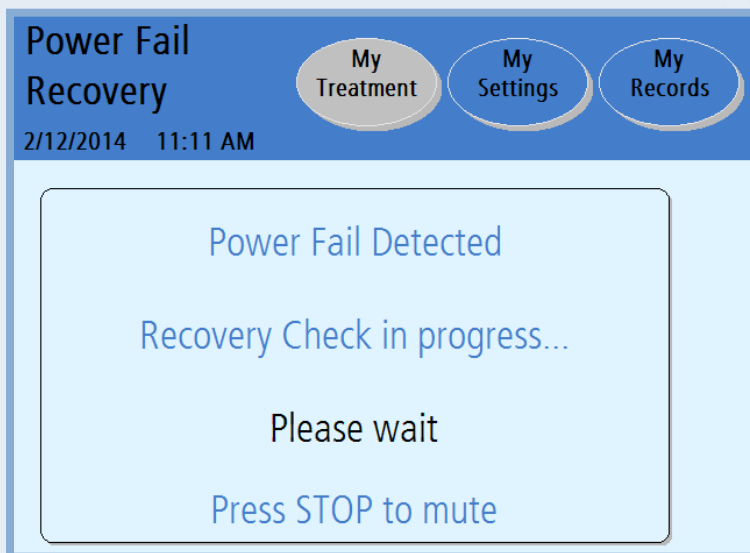 Power Fail
Recovery
2/12/2014 11:11 AM
My
Treatment
My
Settings
My
Records
Power Fail Detected
Recovery Check in progress...
Please wait
Press STOP to mute